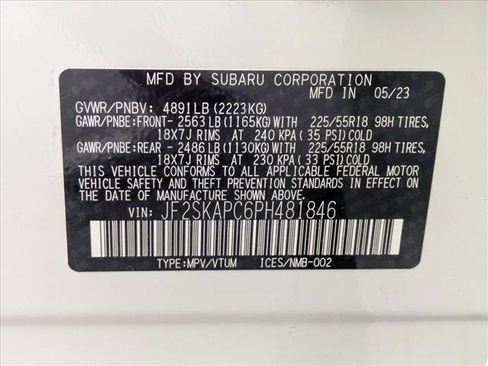 MFD BY SUBARU CORPORATION
GVWR/PNBV: 4891LB(2223KG) MFD IN 05/23
GAWR/PNBE:FRONT- 2563LB(1165KG)WITH 225/55R18 98H TIRES,
18X7J RIMS AT 240 KPA( 35 PSI)COLD
GAWR/PNBE:REAR - 2486LB(1130KG)WITH 225/55R18 98H TIRES,
18X7J RIMS AT 230 KPA( 33 PSI)COLD
THIS VEHICLE CONFORMS TO ALL APPLICABLE FEDERAL MOTOR
VEHICLE SAFETY AND THEFT PREVENTION STANDARDS IN EFFECT
ON THE DATE OF MANUFACTURE SHOWN ABOVE.
VIN: JF2SKAPC6PH481846
TYPE:MPV/VTUM ICES/NMB-002